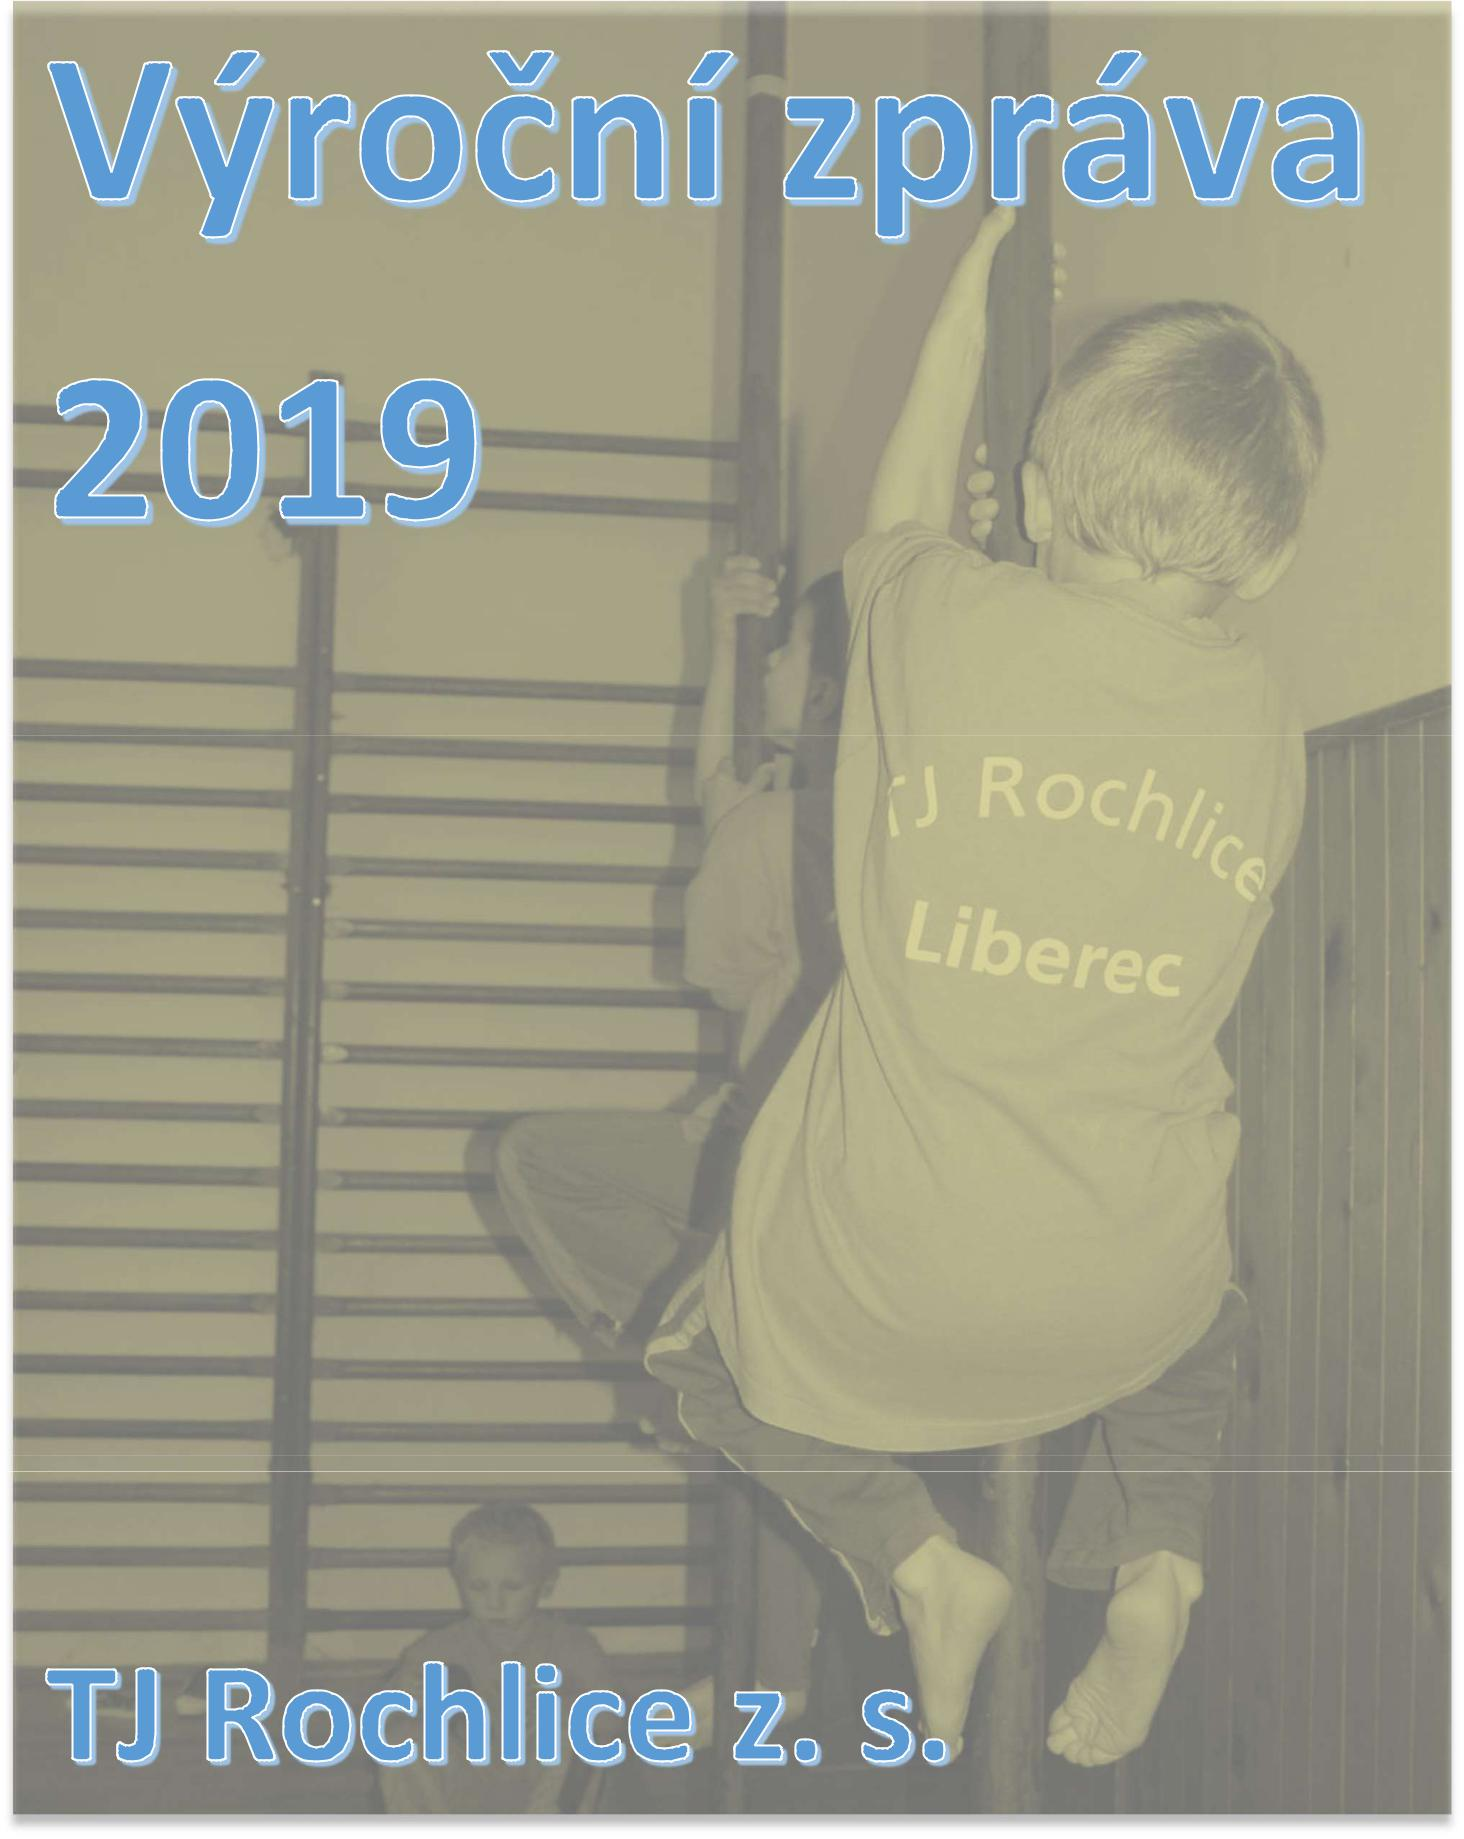 Výroční zpráva
2019
TJ Rochlice
Liberec
TJ Rochlice z. s.